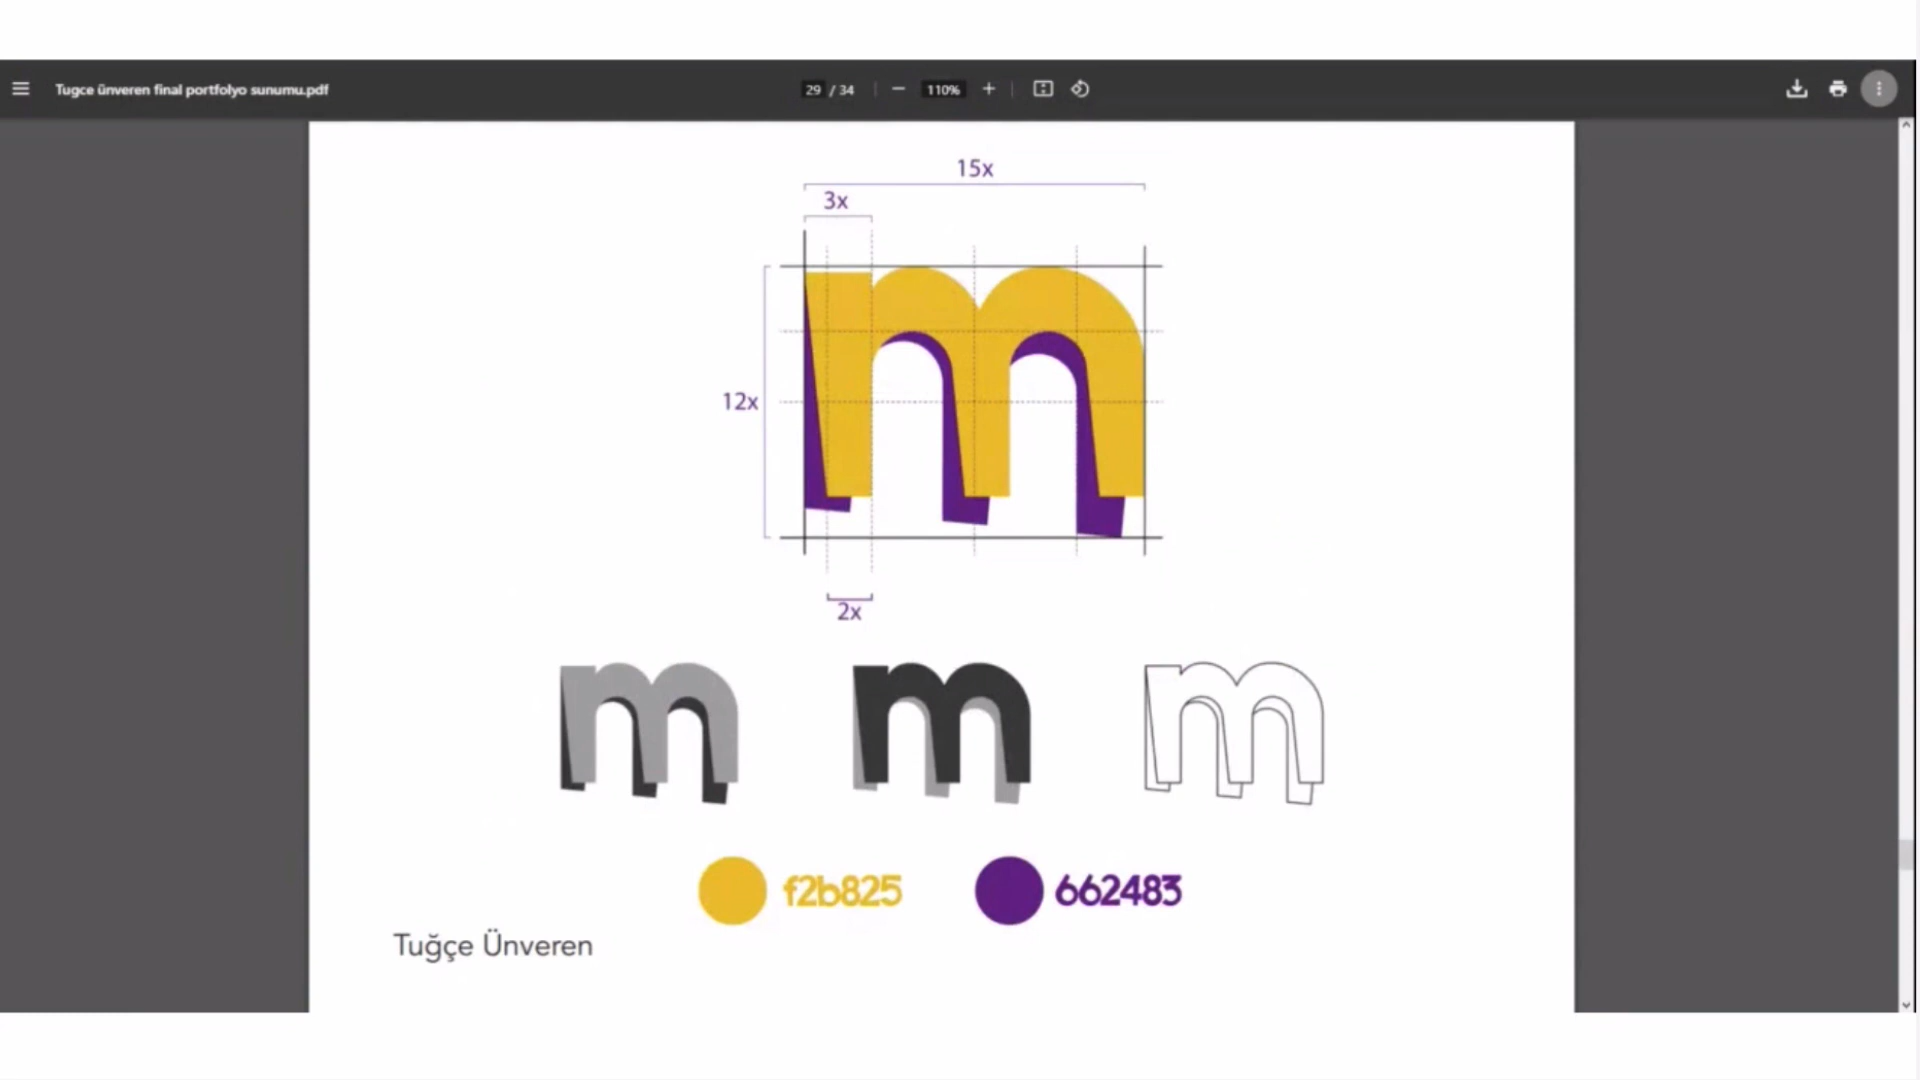 Tugce ünveren final portfolyo sunumu.pdf
29 / 34
110%
15x
3x
m
12x
2x
m m m
f2b825 662483
Tuğçe Ünveren